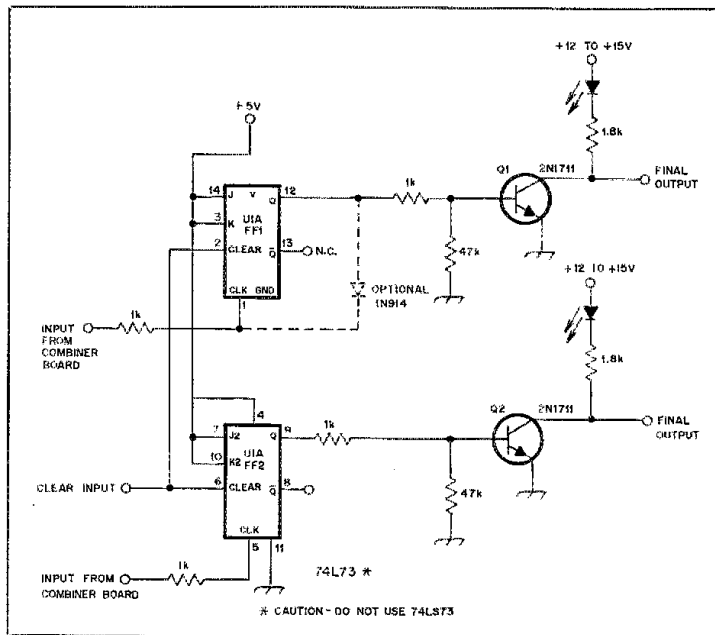 +12 TO +15V
+5V
1.8k
Q1
2N1711
FINAL
OUTPUT
14
J
V
Q
12
1k
3
K
U1A
FF1
2
CLEAR
Q
13
N.C.
47k
CLK GND
1
OPTIONAL
1N914
+12 TO +15V
INPUT
FROM
COMBINER
BOARD
1k
1.8k
4
Q2
2N1711
FINAL
OUTPUT
7
J2
Q
9
1k
10
K2
U1A
FF2
CLEAR INPUT
6
CLEAR
Q
8
47k
CLK
5
11
INPUT FROM
COMBINER BOARD
1k
74L73 *
* CAUTION - DO NOT USE 74LS73